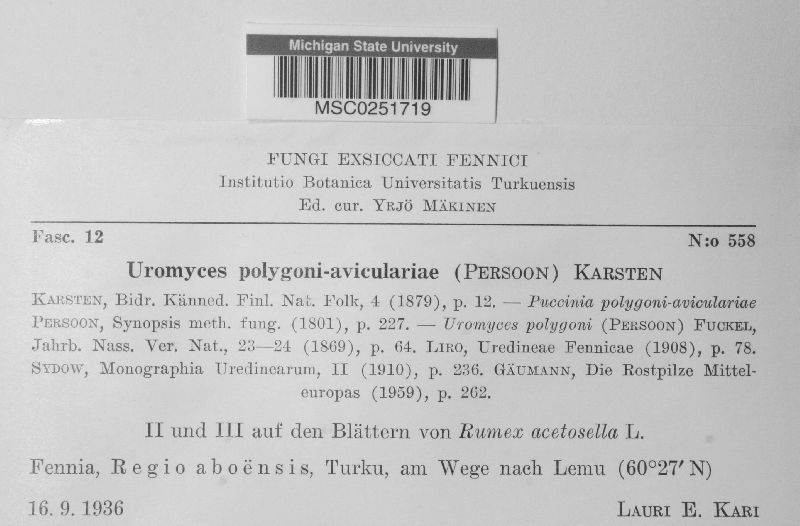 Michigan State University
MSC0251719
FUNGI EXSICCATI FENNICI
Institutio Botanica Universitatis Turkuensis
Ed. cur. YRJÖ MÄKINEN
Fasc. 12 N:o 558
Uromyces polygoni-aviculariae (PERSOON) KARSTEN
KARSTEN, Bidr. Känned. Finl. Nat. Folk, 4 (1879), p. 12. — Puccinia polygoni-aviculariae
PERSOON, Synopsis meth. fung. (1801), p. 227. — Uromyces polygoni (PERSOON) FUCKEL,
Jahrb. Nass. Ver. Nat., 23—24 (1869), p. 64. LIRO, Uredineae Fennicae (1908), p. 78.
SYDOW, Monographia Uredinearum, II (1910), p. 236. GÄUMANN, Die Rostpilze Mittel-
europas (1959), p. 262.
II und III auf den Blättern von Rumex acetosella L.
Fennia, Regio aboënsis, Turku, am Wege nach Lemu (60°27′ N)
16. 9. 1936 LAURI E. KARI